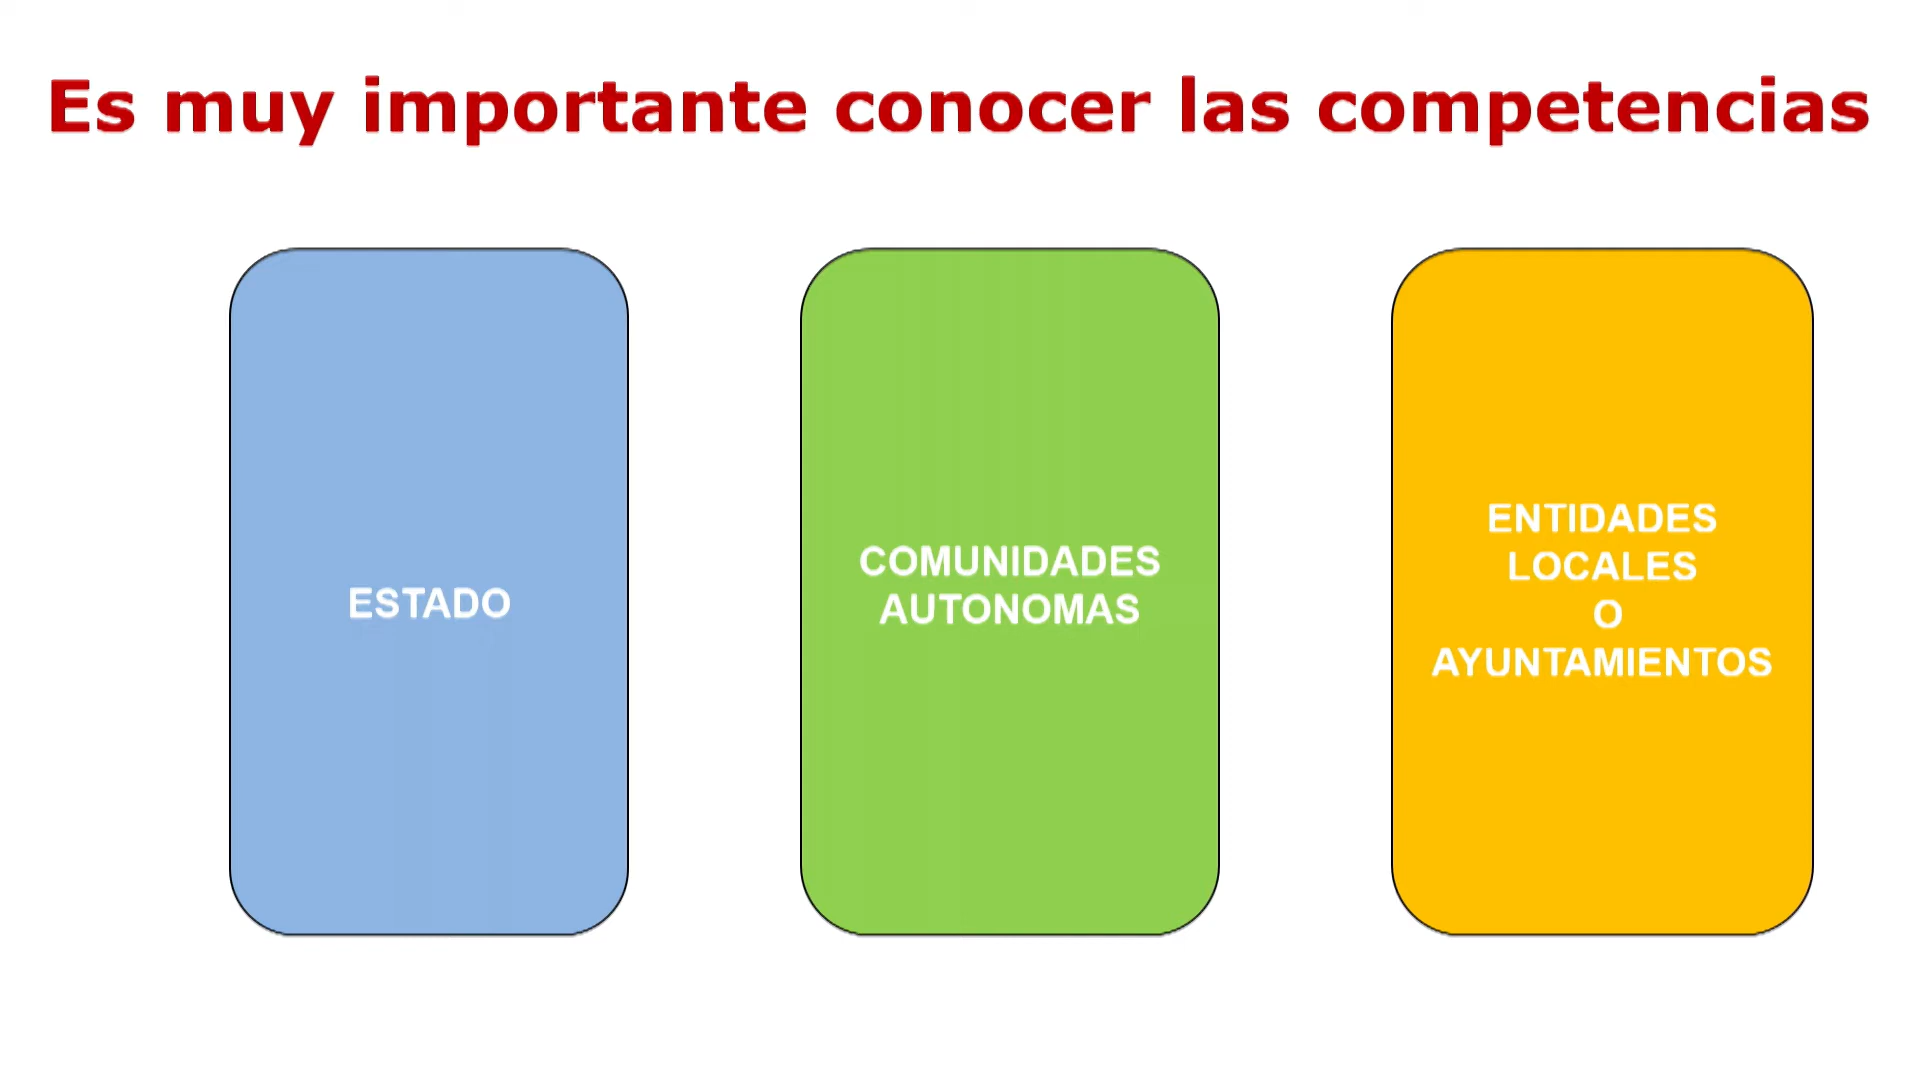 Es muy importante conocer las competencias
ESTADO
COMUNIDADES
AUTONOMAS
ENTIDADES
LOCALES
O
AYUNTAMIENTOS